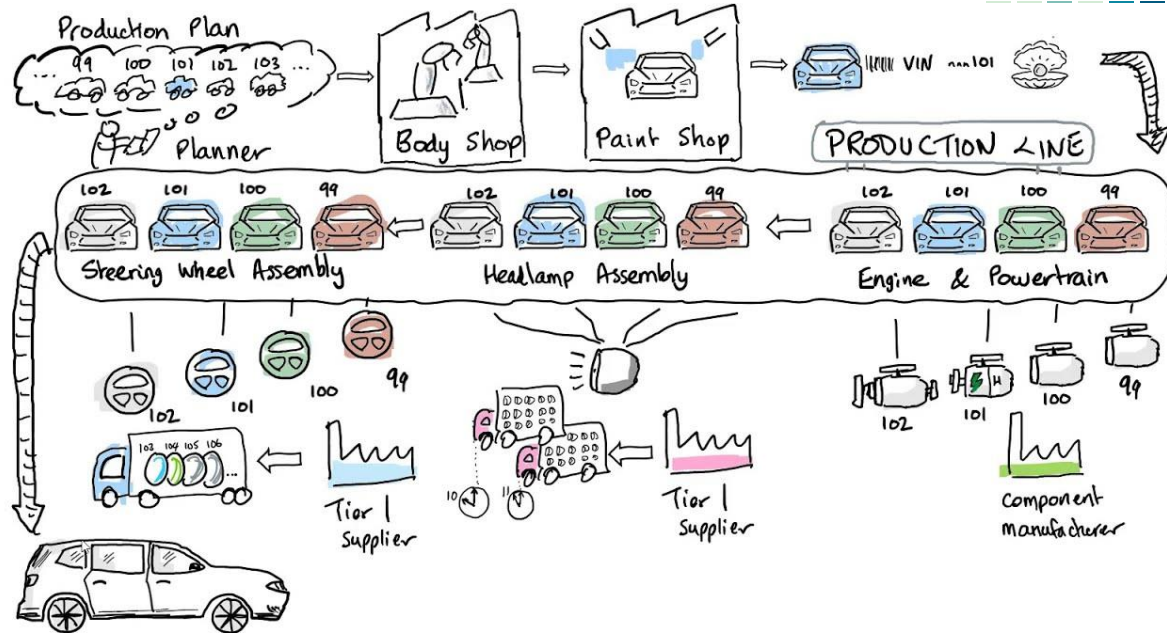 Production Plan
... 99 100 101 102 103 ...
Planner
Body Shop
Paint Shop
VIN ~~~101
PRODUCTION LINE
102 101 100 99
102 101 100 99
102 101 100 99
Steering Wheel Assembly
Headlamp Assembly
Engine & Powertrain
102
101
100
99
102
101
H
100
99
103 104 105 106 ...
Tier 1
Supplier
10
11
Tier 1
Supplier
Component
manufacturer